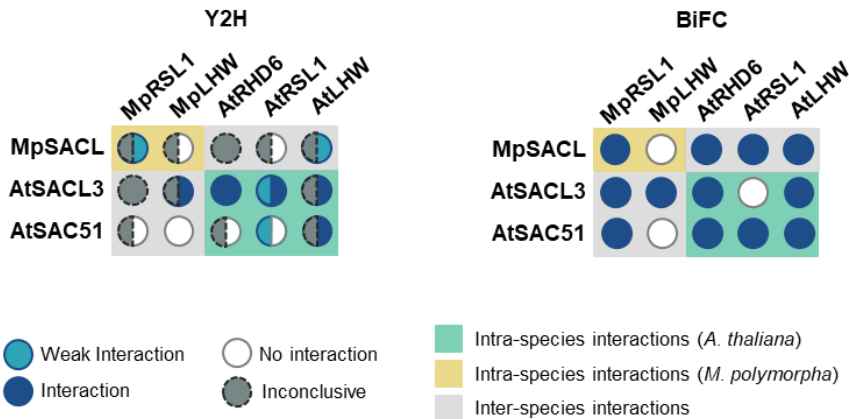 Y2H
MpRSL1 MpLHW AtRHD6 AtRSL1 AtLHW
MpSACL
AtSACL3
AtSAC51
BiFC
MpRSL1 MpLHW AtRHD6 AtRSL1 AtLHW
MpSACL
AtSACL3
AtSAC51
Weak Interaction
No interaction
Interaction
Inconclusive
Intra-species interactions (A. thaliana)
Intra-species interactions (M. polymorpha)
Inter-species interactions